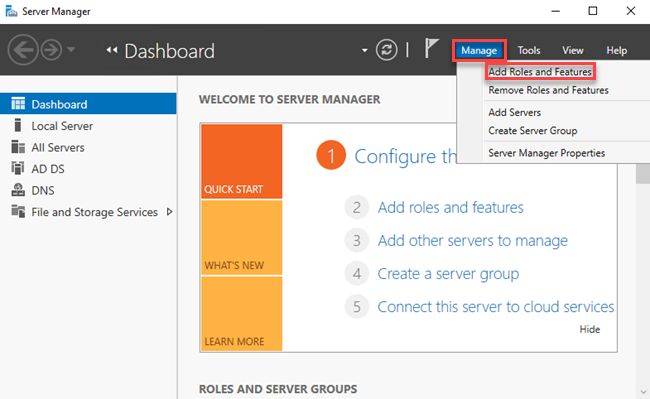 Server Manager
Dashboard
Manage Tools View Help
Add Roles and Features
Remove Roles and Features
Add Servers
Create Server Group
Server Manager Properties
Dashboard
Local Server
All Servers
AD DS
DNS
File and Storage Services
WELCOME TO SERVER MANAGER
QUICK START
WHAT'S NEW
LEARN MORE
1 Configure th
2 Add roles and features
3 Add other servers to manage
4 Create a server group
5 Connect this server to cloud services
Hide
ROLES AND SERVER GROUPS